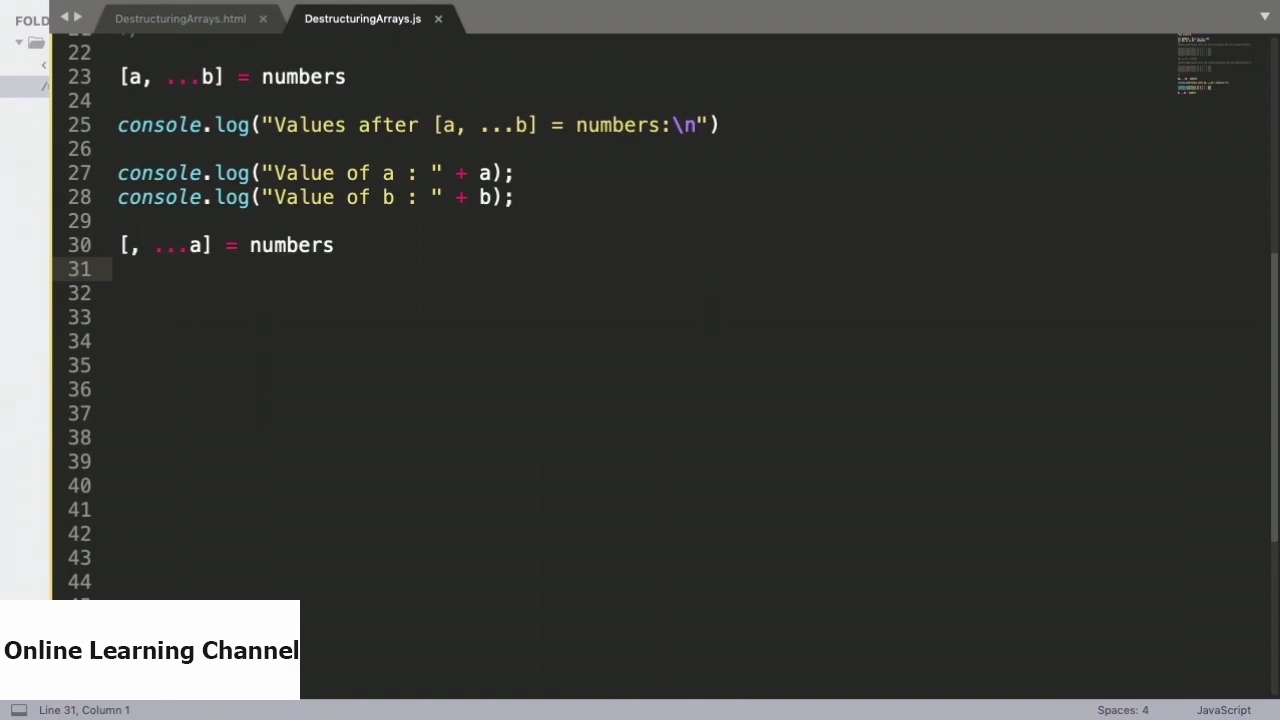 FOLD
DestructuringArrays.html ×
DestructuringArrays.js ×
22
23 [a, ...b] = numbers
24
25 console.log("Values after [a, ...b] = numbers:\n")
26
27 console.log("Value of a : " + a);
28 console.log("Value of b : " + b);
29
30 [, ...a] = numbers
31
32
33
34
35
36
37
38
39
40
41
42
43
44
Online Learning Channel
Line 31, Column 1
Spaces: 4
JavaScript